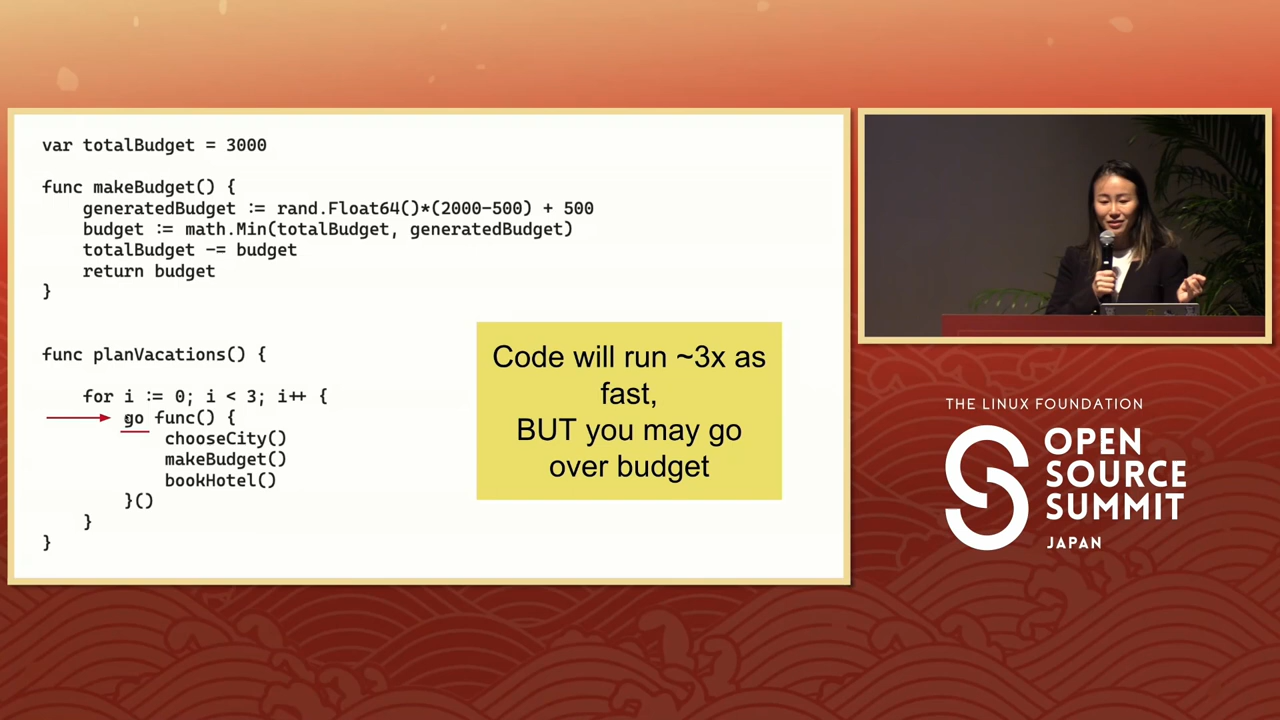 var totalBudget = 3000
func makeBudget() {
generatedBudget := rand.Float64()*(2000-500) + 500
budget := math.Min(totalBudget, generatedBudget)
totalBudget -= budget
return budget
}
func planVacations() {
for i := 0; i < 3; i++ {
go func() {
chooseCity()
makeBudget()
bookHotel()
}()
}
}
Code will run ~3x as
fast,
BUT you may go
over budget
THE LINUX FOUNDATION
OPEN
SOURCE
SUMMIT
JAPAN